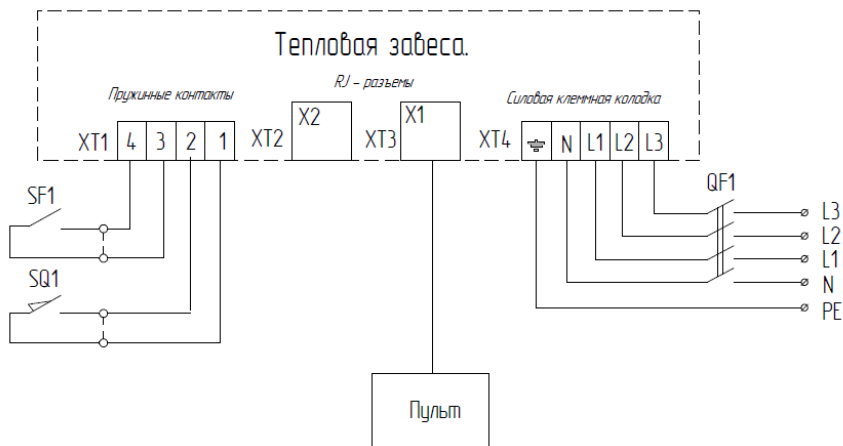 Тепловая завеса.
RJ - разъемы
Пружинные контакты
Силовая клеммная колодка
XT1 4 3 2 1 XT2 X2 XT3 X1 XT4 N L1 L2 L3
SF1
QF1
L3
L2
L1
N
PE
SQ1
Пульт